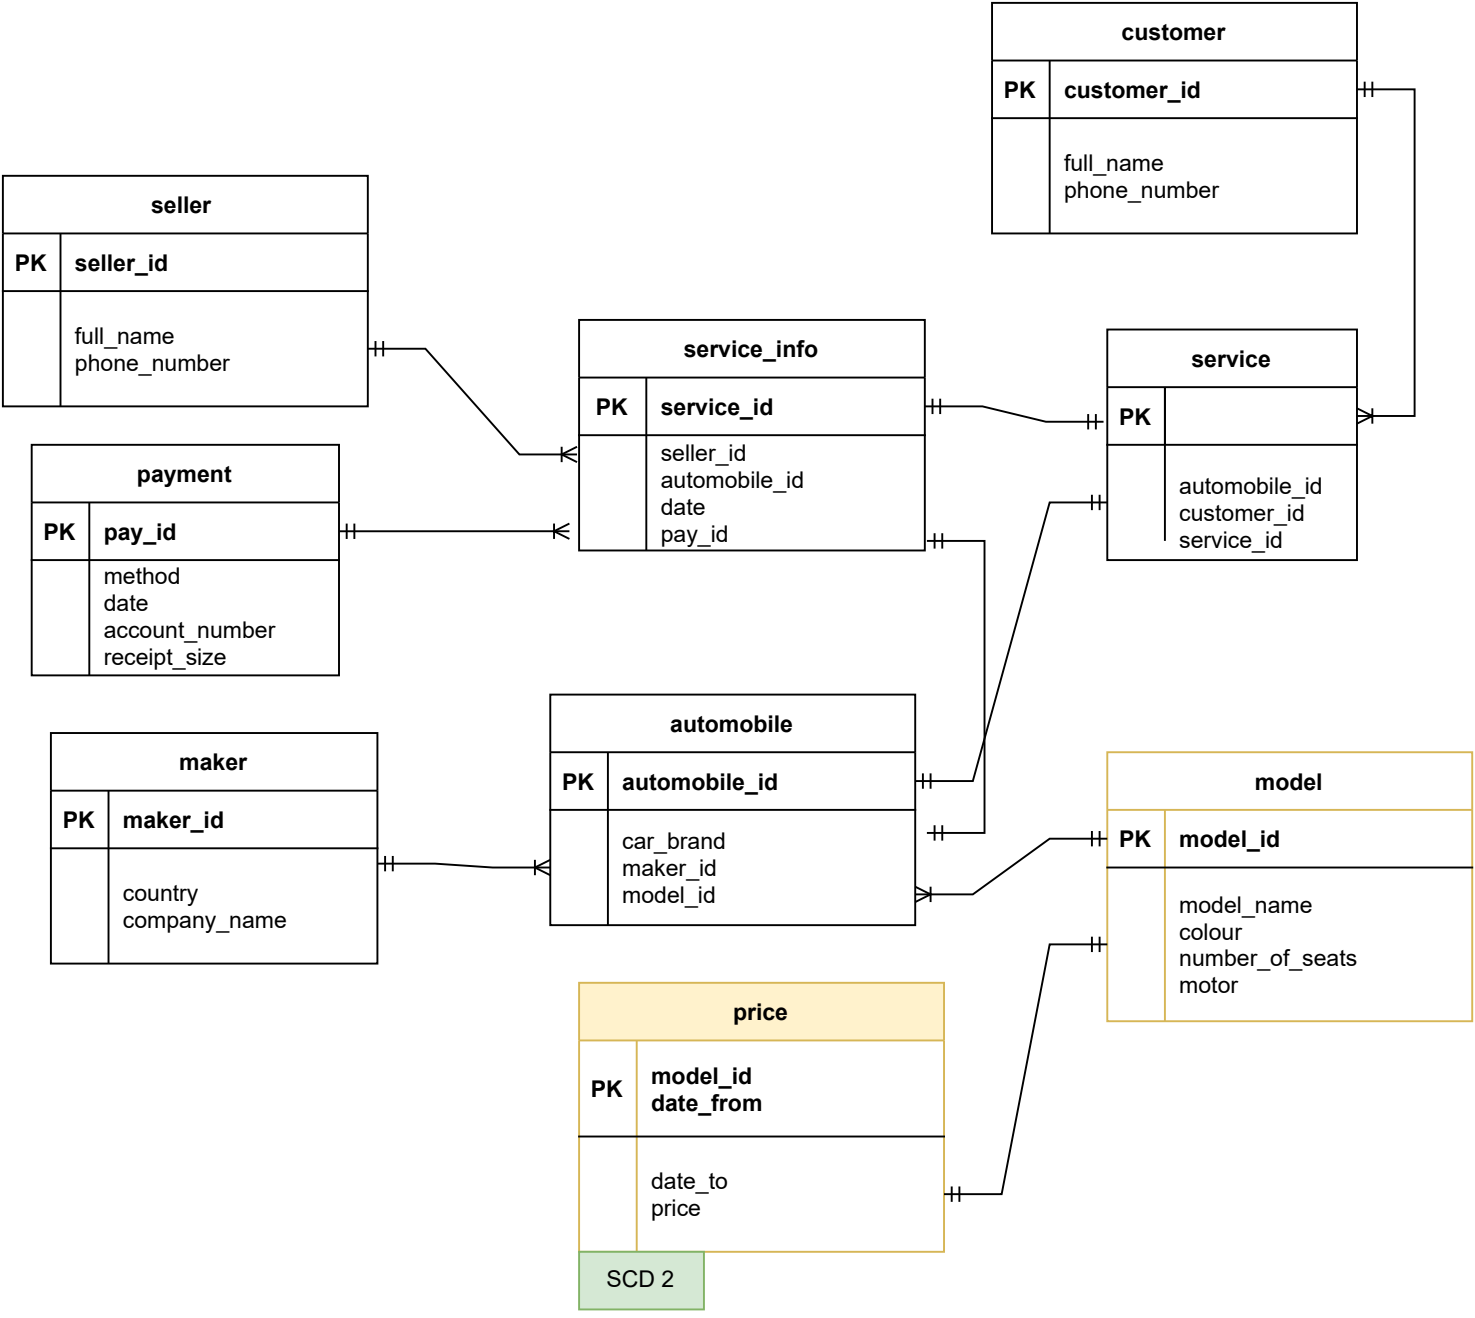 customer
PK customer_id
full_name
phone_number
seller
PK seller_id
full_name
phone_number
service_info
PK service_id
seller_id
automobile_id
date
pay_id
service
PK
automobile_id
customer_id
service_id
payment
PK pay_id
method
date
account_number
receipt_size
automobile
PK automobile_id
car_brand
maker_id
model_id
maker
PK maker_id
country
company_name
model
PK model_id
model_name
colour
number_of_seats
motor
price
PK
model_id
date_from
date_to
price
SCD 2